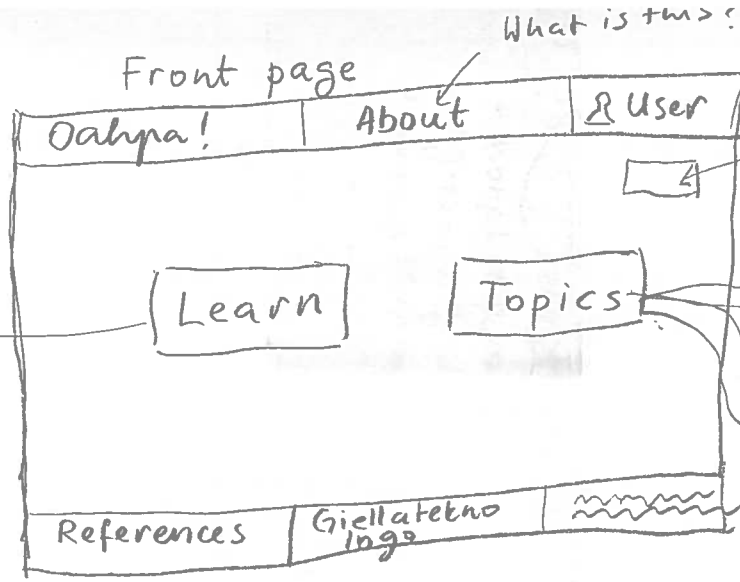 What is this?
Front page
Oahpa!
About
User
Learn
Topics
References
Giellatekno
logo